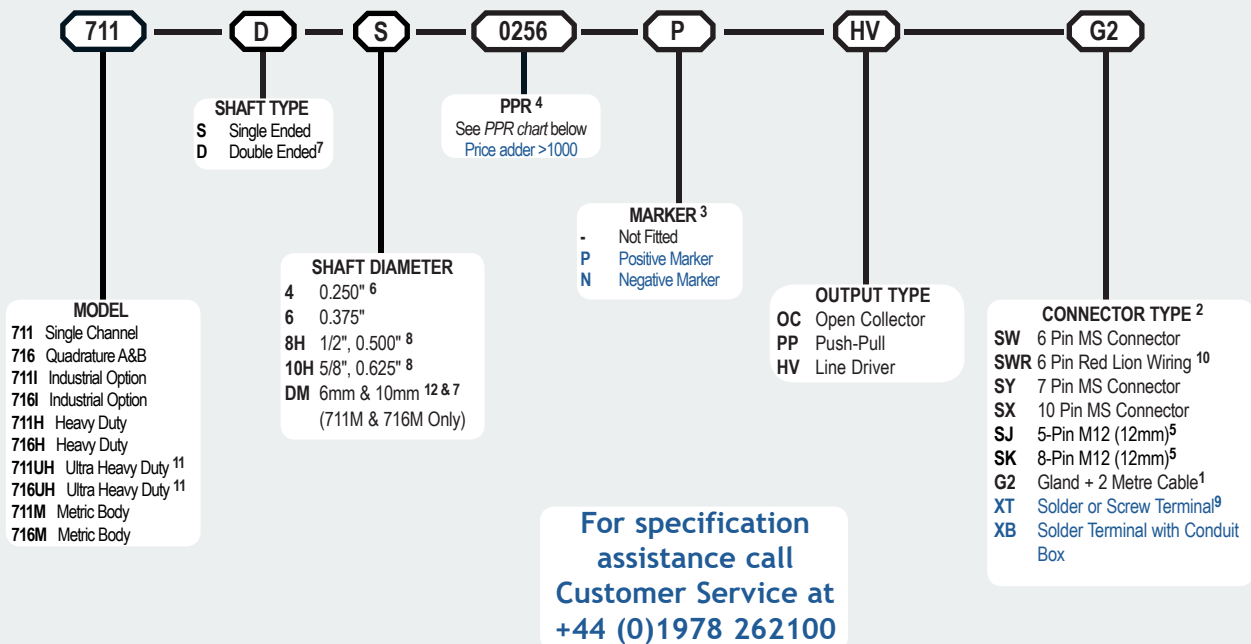 711 D S 0256 P HV G2
SHAFT TYPE
S Single Ended
D Double Ended7
PPR 4
See PPR chart below
Price adder >1000
MARKER 3
- Not Fitted
P Positive Marker
N Negative Marker
SHAFT DIAMETER
4 0.250" 6
6 0.375"
8H 1/2", 0.500" 8
10H 5/8", 0.625" 8
DM 6mm & 10mm 12 & 7
(711M & 716M Only)
OUTPUT TYPE
OC Open Collector
PP Push-Pull
HV Line Driver
MODEL
711 Single Channel
716 Quadrature A&B
711I Industrial Option
716I Industrial Option
711H Heavy Duty
716H Heavy Duty
711UH Ultra Heavy Duty 11
716UH Ultra Heavy Duty 11
711M Metric Body
716M Metric Body
CONNECTOR TYPE 2
SW 6 Pin MS Connector
SWR 6 Pin Red Lion Wiring 10
SY 7 Pin MS Connector
SX 10 Pin MS Connector
SJ 5-Pin M12 (12mm)5
SK 8-Pin M12 (12mm)5
G2 Gland + 2 Metre Cable1
XT Solder or Screw Terminal9
XB Solder Terminal with Conduit
Box
For specification
assistance call
Customer Service at
+44 (0)1978 262100